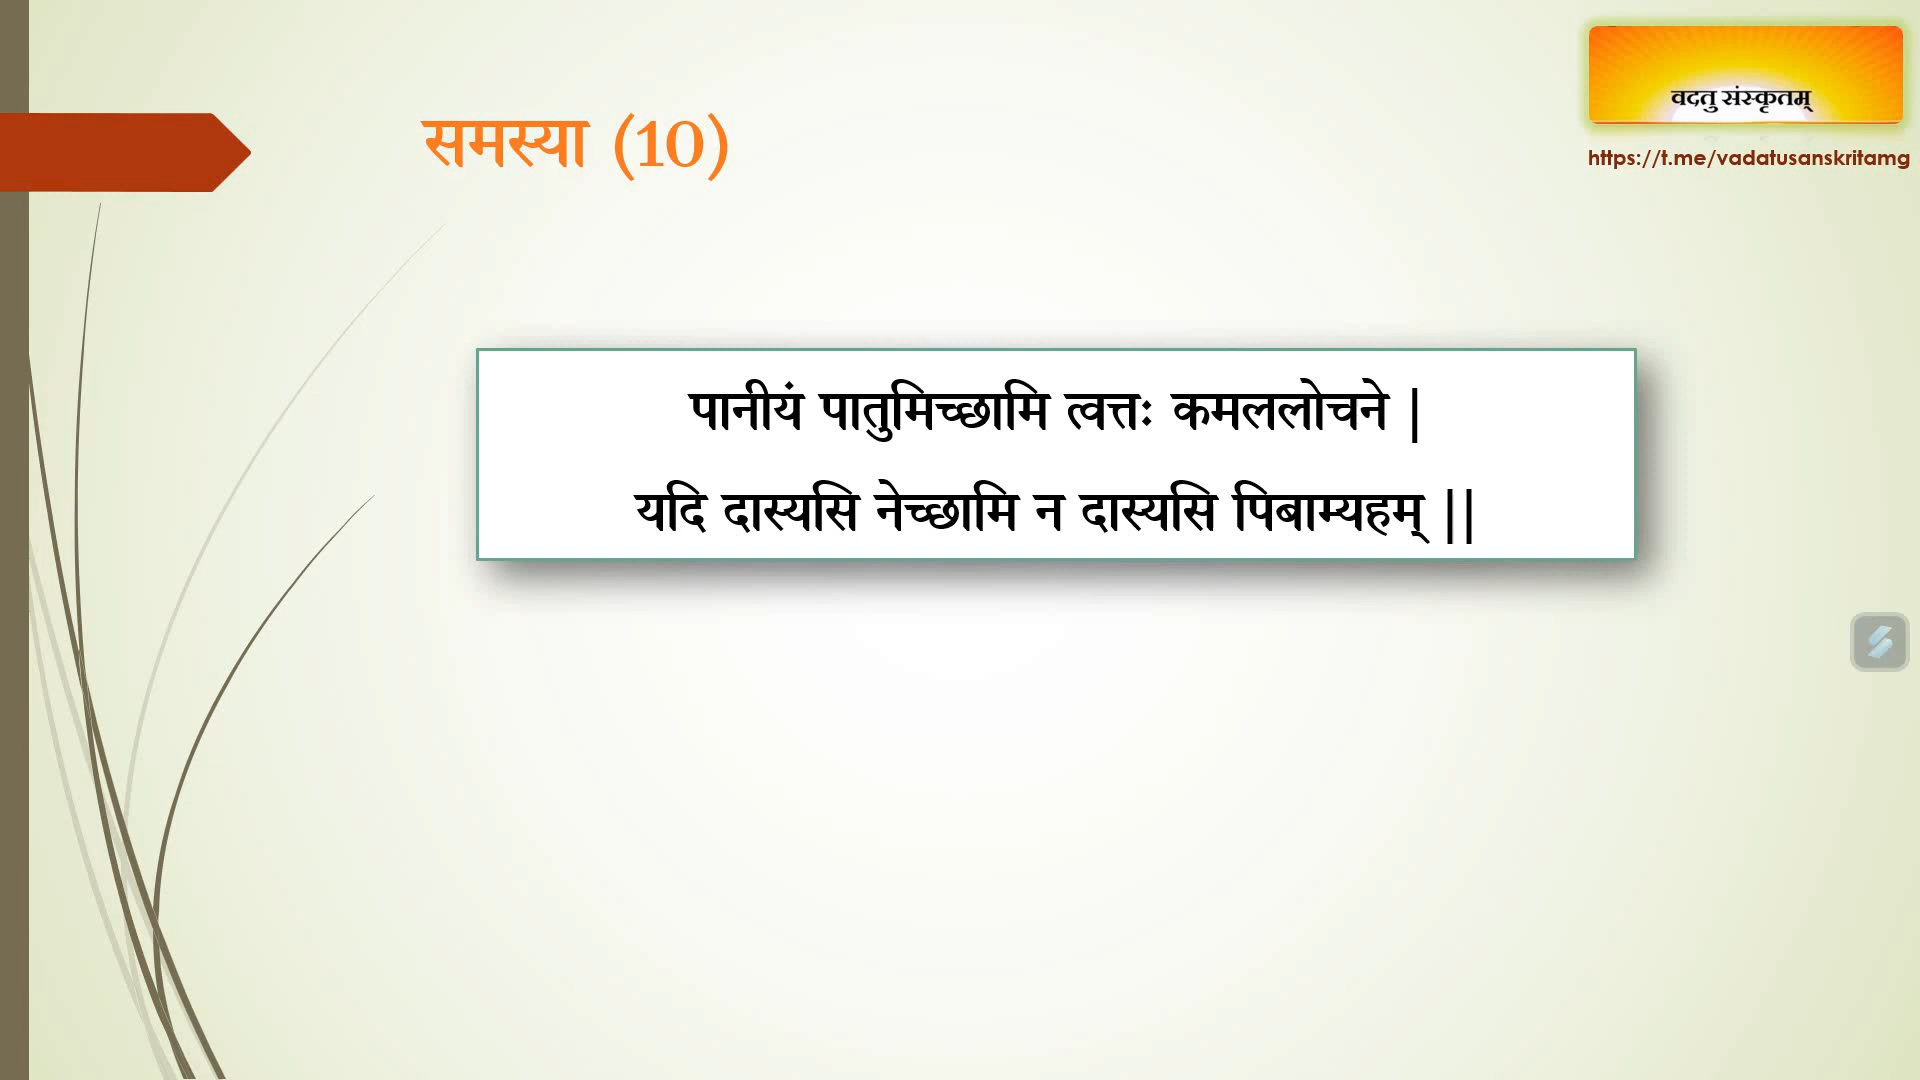 वदतु संस्कृतम्
https://t.me/vadatusanskritamg
समस्या (10)
पानीयं पातुमिच्छामि त्वत्तः कमललोचने |
यदि दास्यसि नेच्छामि न दास्यसि पिबाम्यहम् ||